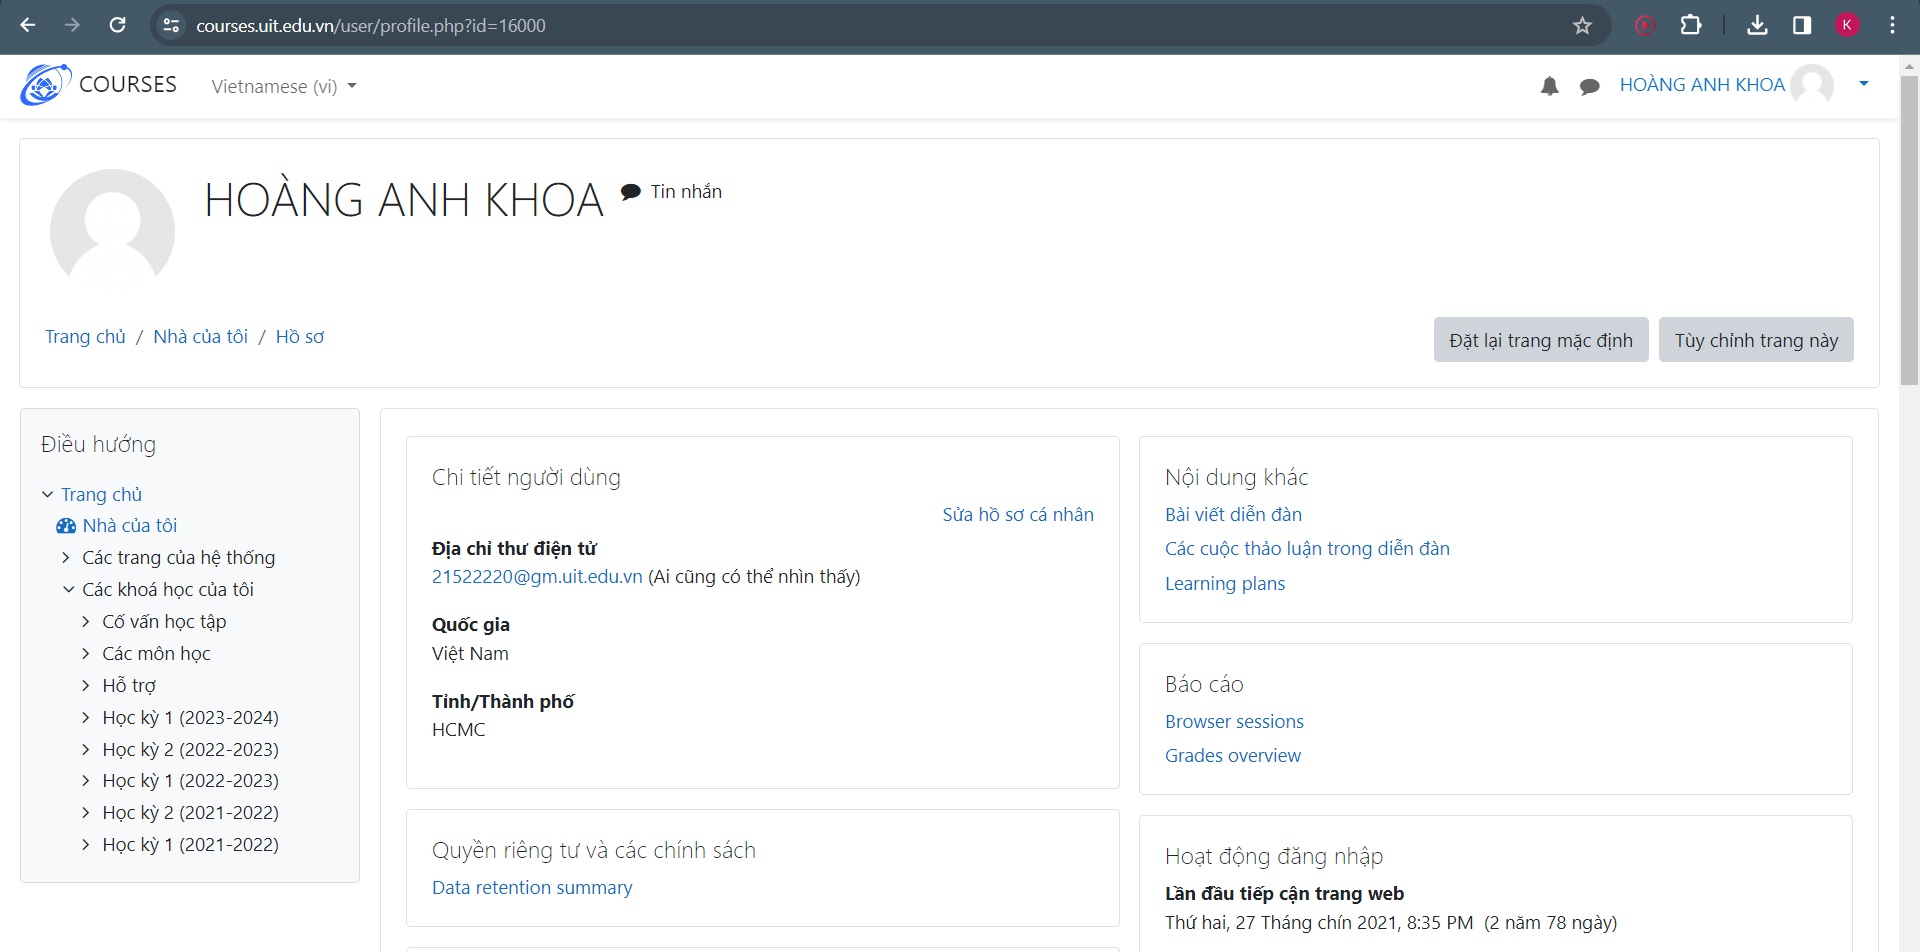 courses.uit.edu.vn/user/profile.php?id=16000
K
COURSES
Vietnamese (vi)
HOÀNG ANH KHOA
HOÀNG ANH KHOA
Tin nhắn
Trang chủ / Nhà của tôi / Hồ sơ
Đặt lại trang mặc định
Tùy chỉnh trang này
Điều hướng
Trang chủ
Nhà của tôi
Các trang của hệ thống
Các khoá học của tôi
Cố vấn học tập
Các môn học
Hỗ trợ
Học kỳ 1 (2023-2024)
Học kỳ 2 (2022-2023)
Học kỳ 1 (2022-2023)
Học kỳ 2 (2021-2022)
Học kỳ 1 (2021-2022)
Chi tiết người dùng
Sửa hồ sơ cá nhân
Địa chỉ thư điện tử
21522220@gm.uit.edu.vn (Ai cũng có thể nhìn thấy)
Quốc gia
Việt Nam
Tỉnh/Thành phố
HCMC
Quyền riêng tư và các chính sách
Data retention summary
Nội dung khác
Bài viết diễn đàn
Các cuộc thảo luận trong diễn đàn
Learning plans
Báo cáo
Browser sessions
Grades overview
Hoạt động đăng nhập
Lần đầu tiếp cận trang web
Thứ hai, 27 Tháng chín 2021, 8:35 PM (2 năm 78 ngày)